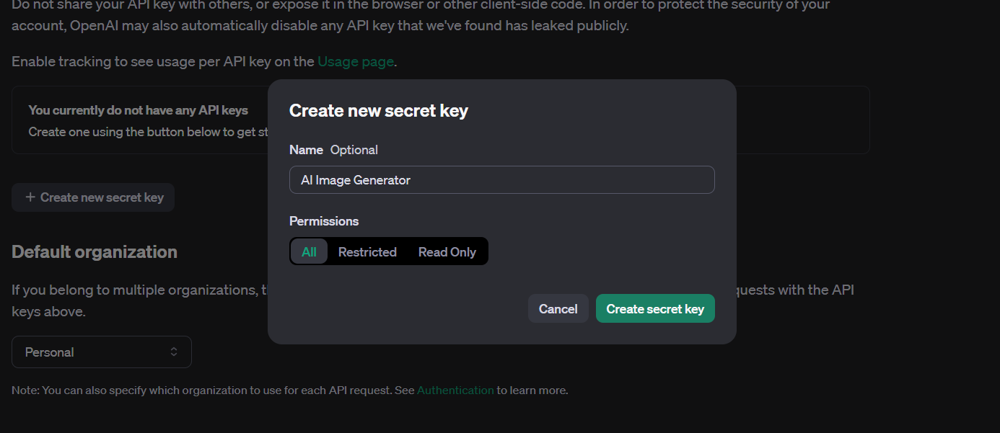 Do not share your API key with others, or expose it in the browser or other client-side code. In order to protect the security of your
account, OpenAI may also automatically disable any API key that we've found has leaked publicly.
Enable tracking to see usage per API key on the Usage page.
You currently do not have any API keys
Create one using the button below to get st
+ Create new secret key
Default organization
If you belong to multiple organizations, t
quests with the API
keys above.
Personal
Note: You can also specify which organization to use for each API request. See Authentication to learn more.
Create new secret key
Name Optional
AI Image Generator
Permissions
All Restricted Read Only
Cancel Create secret key